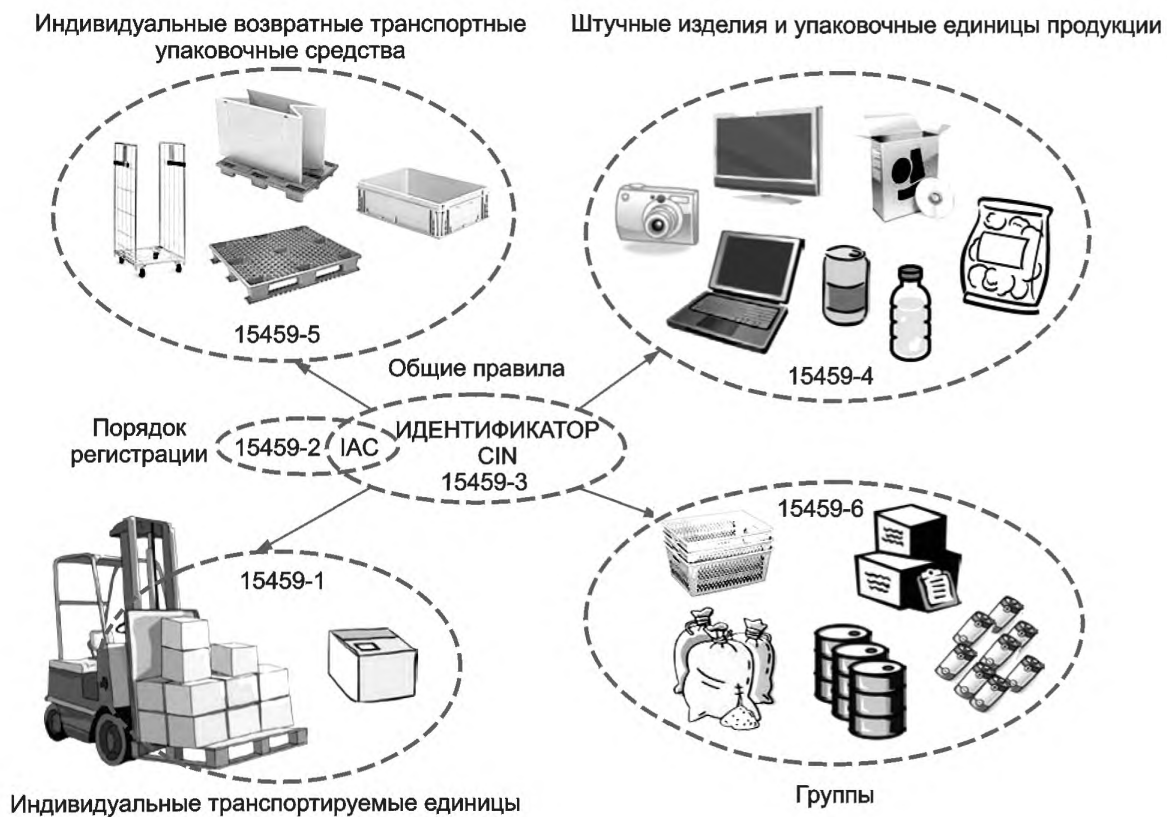 Индивидуальные возвратные транспортные
упаковочные средства
Штучные изделия и упаковочные единицы продукции
15459-5
15459-4
Общие правила
Порядок
регистрации
15459-2
IAC
ИДЕНТИФИКАТОР
CIN
15459-3
15459-1
15459-6
Индивидуальные транспортируемые единицы
Группы